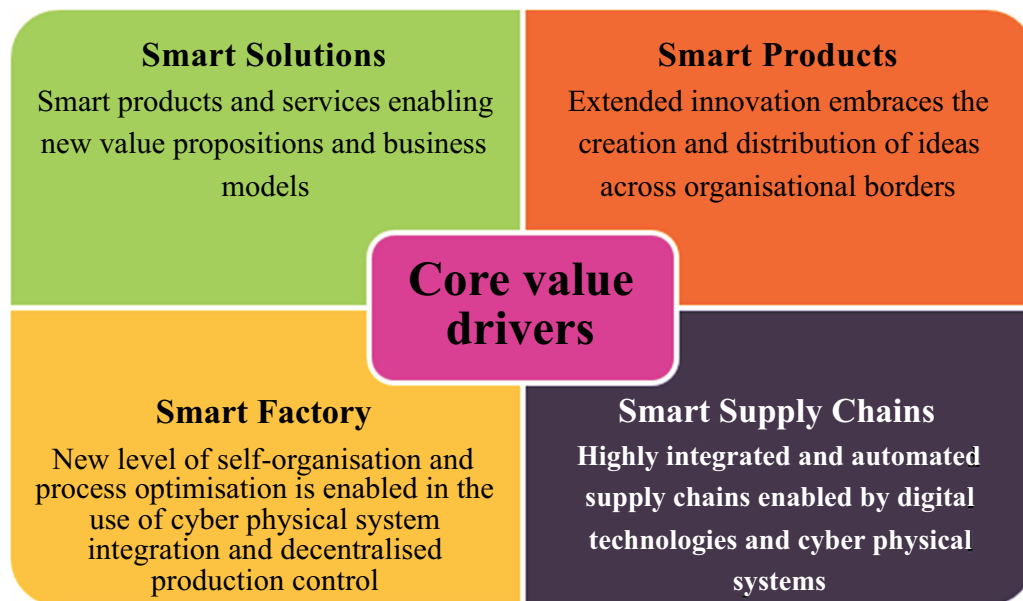 Smart Solutions
Smart products and services enabling
new value propositions and business
models
Smart Products
Extended innovation embraces the
creation and distribution of ideas
across organisational borders
Core value
drivers
Smart Factory
New level of self-organisation and
process optimisation is enabled in the
use of cyber physical system
integration and decentralised
production control
Smart Supply Chains
Highly integrated and automated
supply chains enabled by digital
technologies and cyber physical
systems